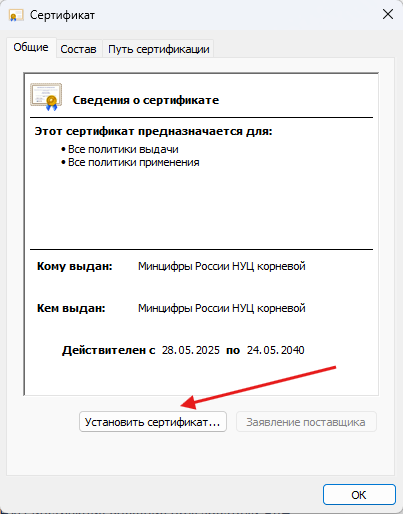 Сертификат
Общие Состав Путь сертификации
Сведения о сертификате
Этот сертификат предназначается для:
• Все политики выдачи
• Все политики применения
Кому выдан: Минцифры России НУЦ корневой
Кем выдан: Минцифры России НУЦ корневой
Действителен с 28.05.2025 по 24.05.2040
Установить сертификат... Заявление поставщика
ОК